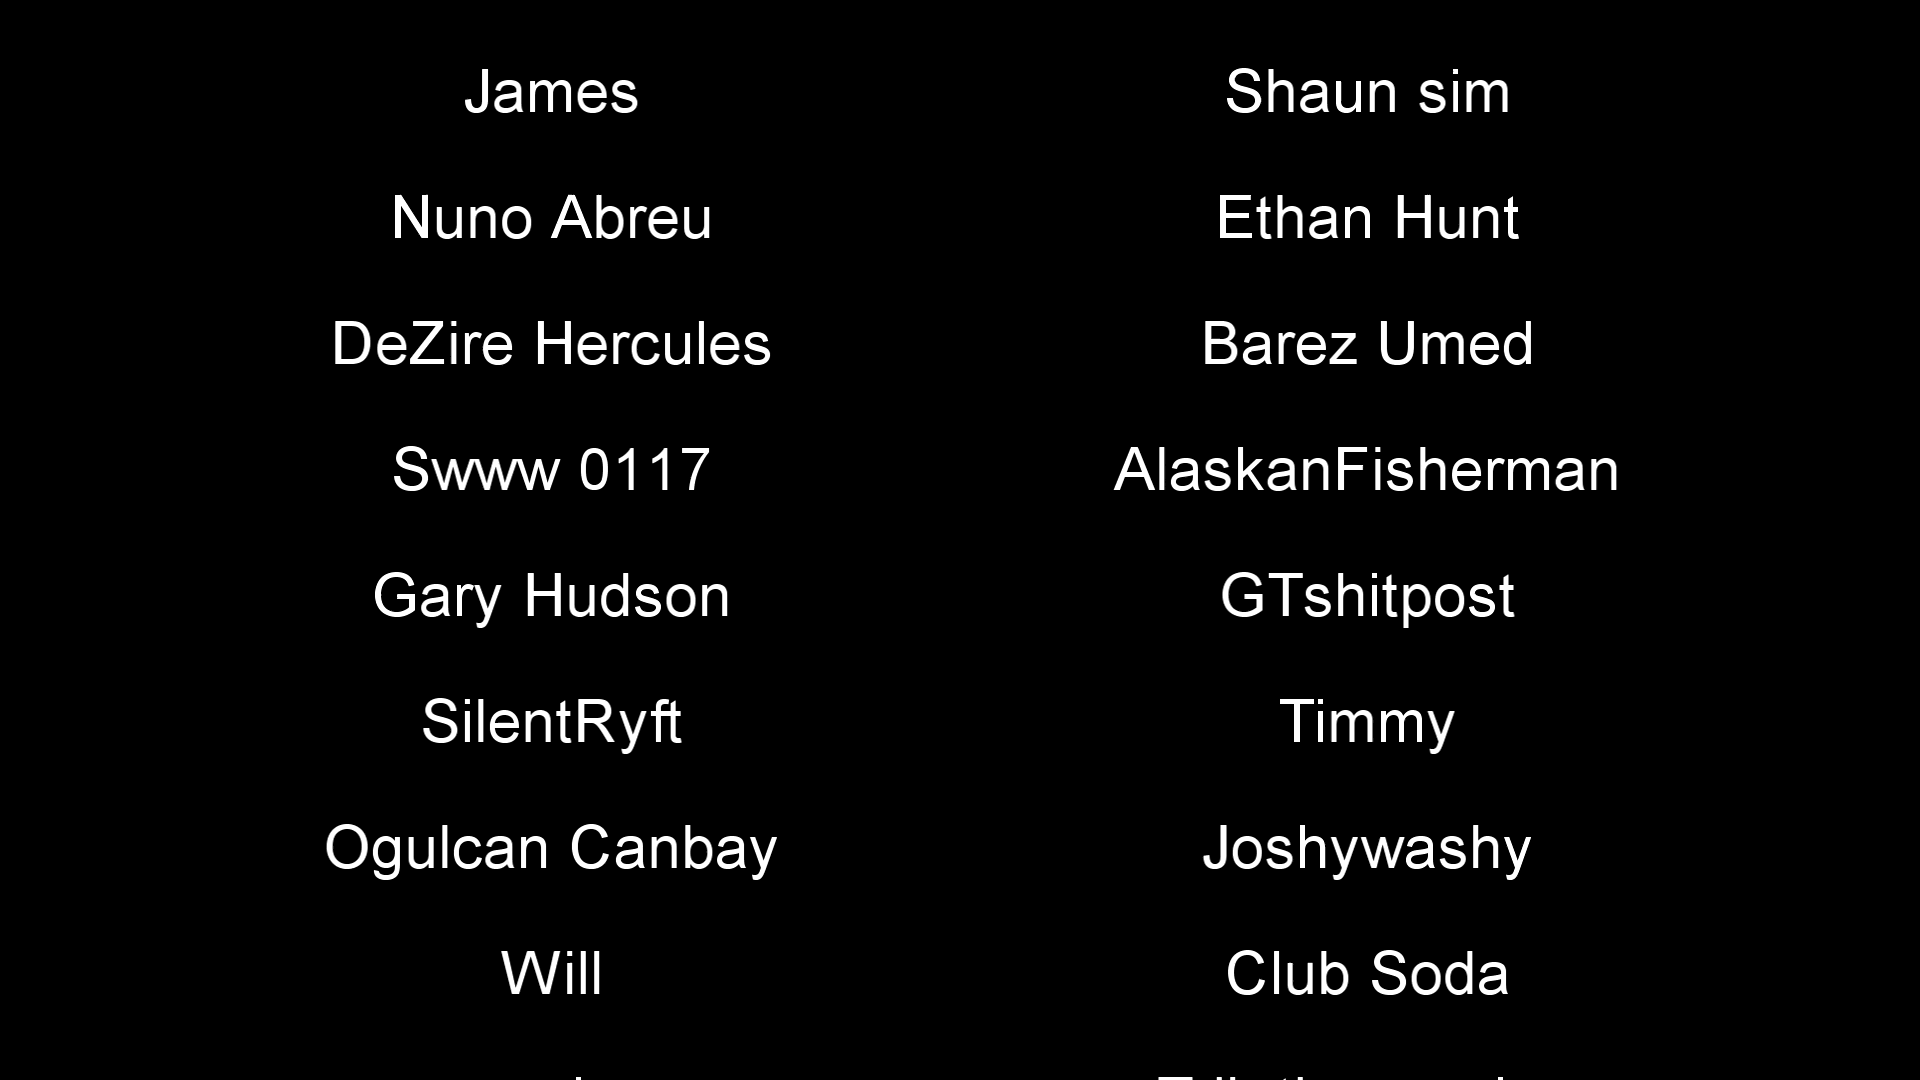 James
Shaun sim
Nuno Abreu
Ethan Hunt
DeZire Hercules
Barez Umed
Swww 0117
AlaskanFisherman
Gary Hudson
GTshitpost
SilentRyft
Timmy
Ogulcan Canbay
Joshywashy
Will
Club Soda